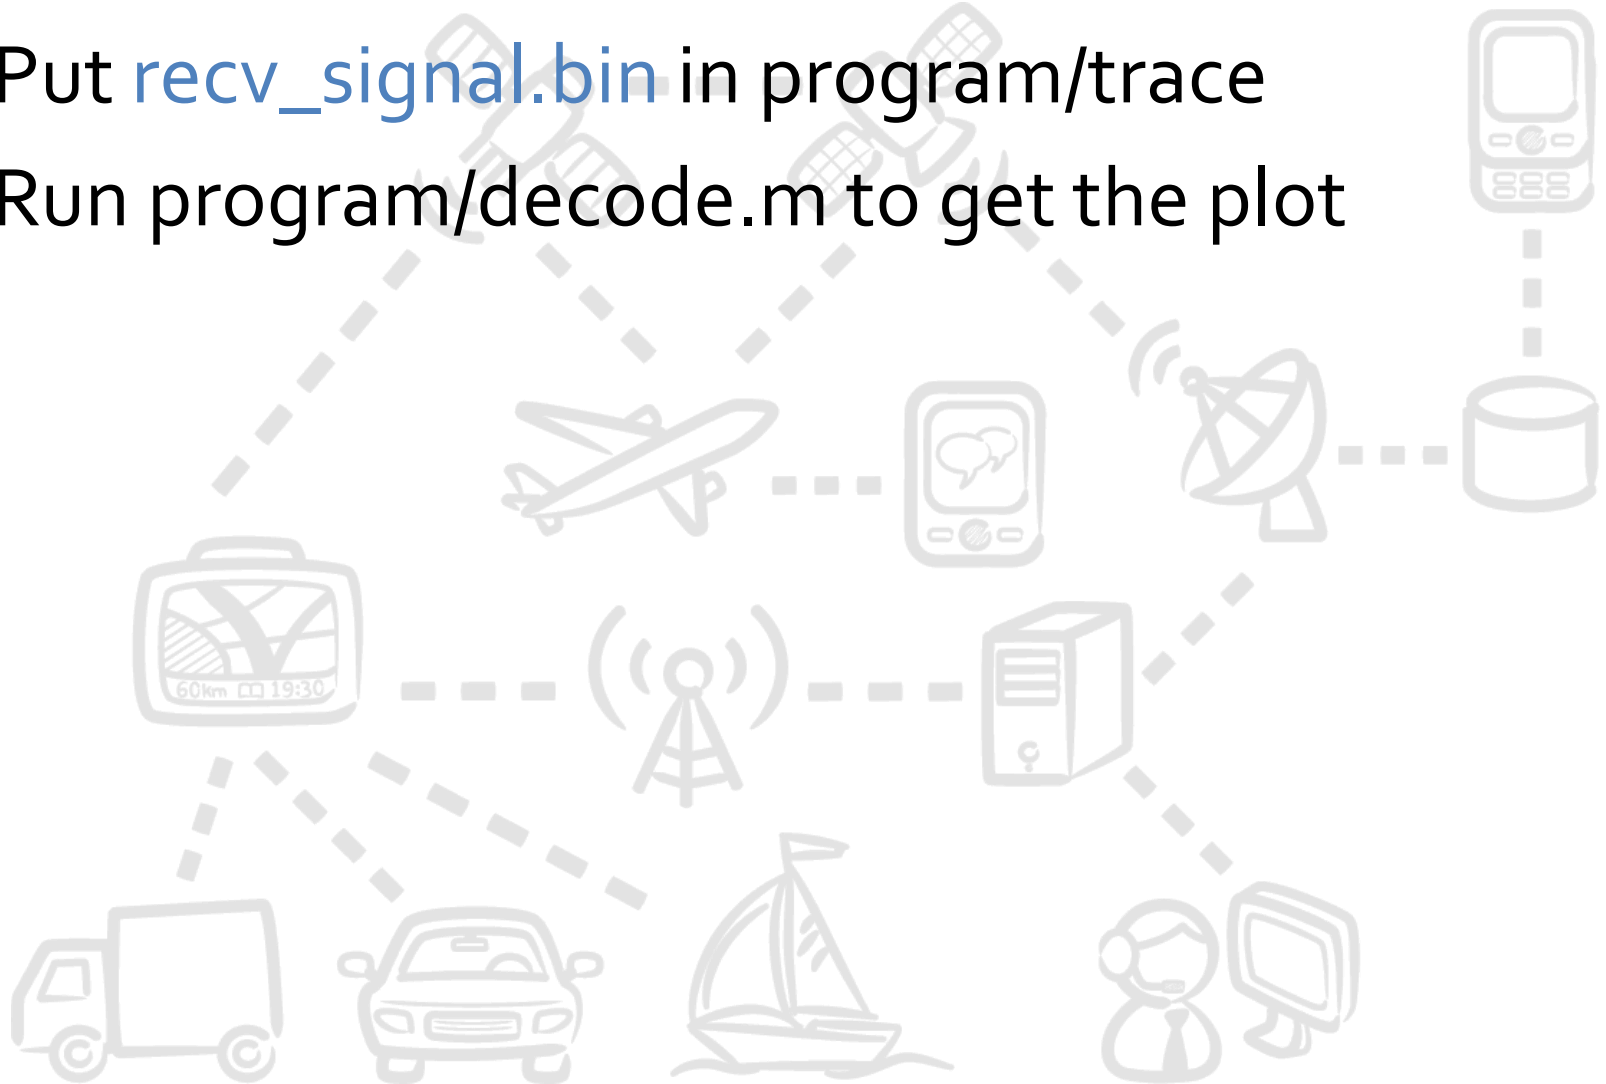 Put recv_signal.bin in program/trace
Run program/decode.m to get the plot
60km 19:30